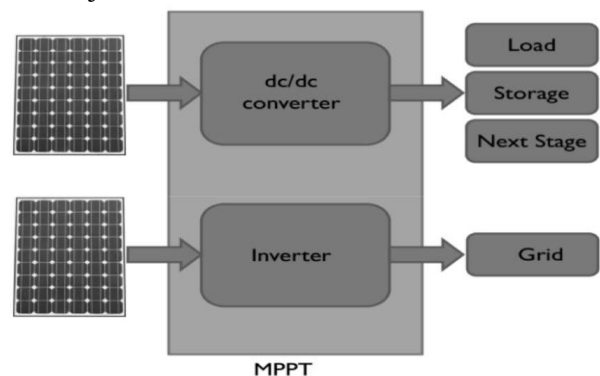 dc/dc
converter
Load
Storage
Next Stage
Inverter
Grid
MPPT